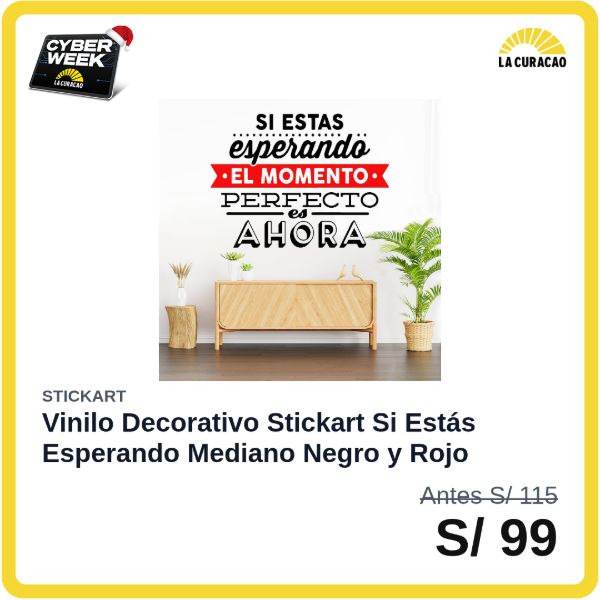 CYBER
WEEK
LA CURACAO
LA CURACAO
SI ESTAS
esperando
EL MOMENTO
PERFECTO
es
AHORA
STICKART
Vinilo Decorativo Stickart Si Estás
Esperando Mediano Negro y Rojo
Antes S/ 115
S/ 99